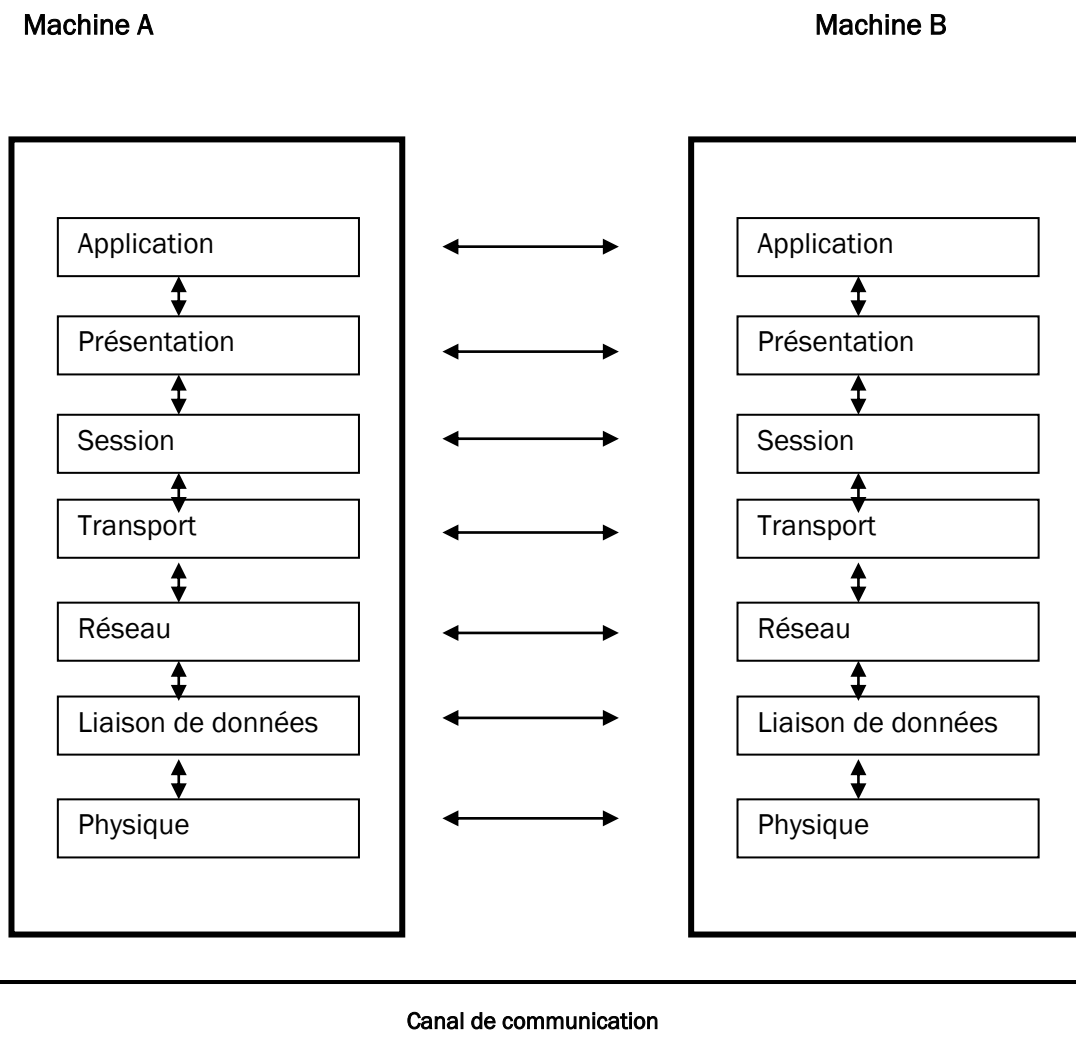 Machine A
Machine B
Application
Présentation
Session
Transport
Réseau
Liaison de données
Physique
Application
Présentation
Session
Transport
Réseau
Liaison de données
Physique
Canal de communication